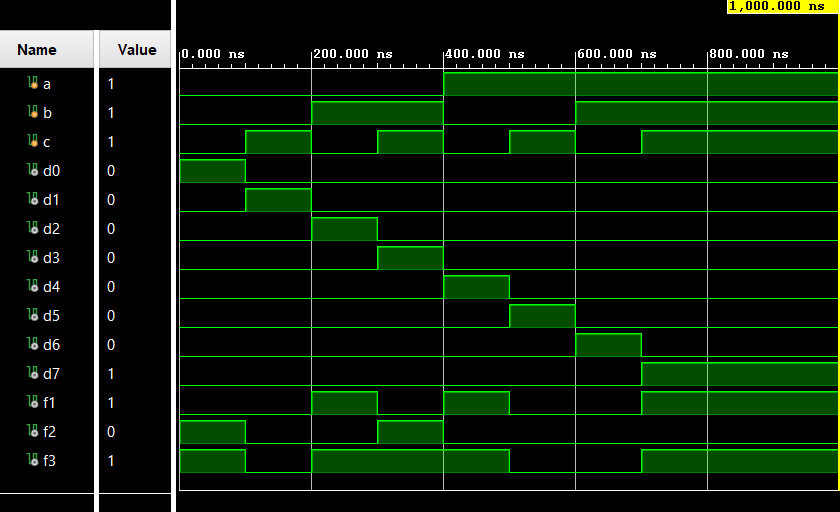 1,000.000 ns
Name Value 0.000 ns 200.000 ns 400.000 ns 600.000 ns 800.000 ns
a 1
b 1
c 1
d0 0
d1 0
d2 0
d3 0
d4 0
d5 0
d6 0
d7 1
f1 1
f2 0
f3 1